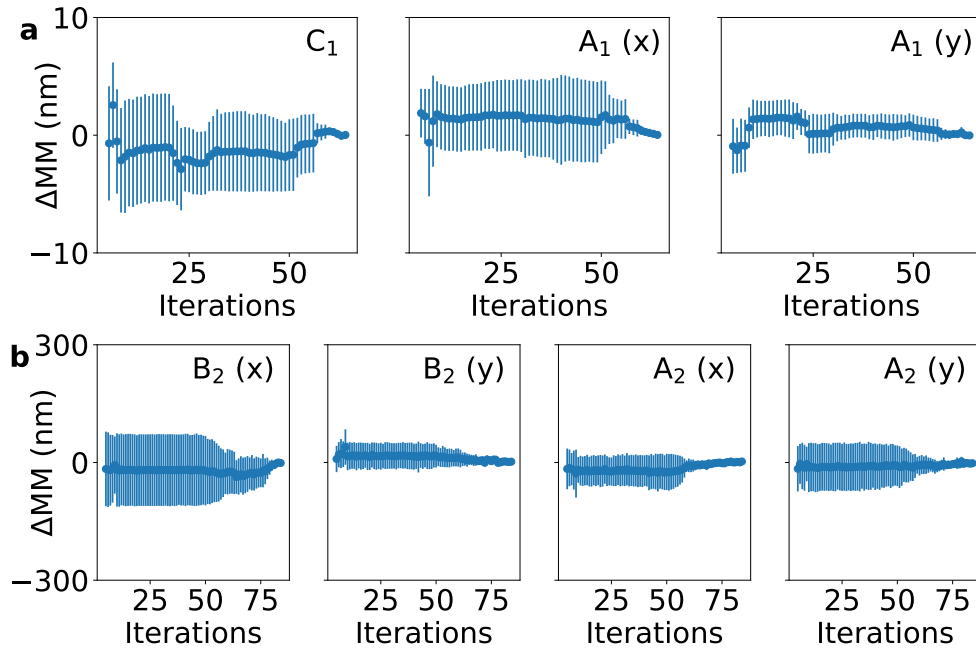 a
10
0
−10
ΔMM (nm)
C₁
A₁ (x)
A₁ (y)
25 50
25 50
25 50
Iterations
Iterations
Iterations
b
300
0
−300
ΔMM (nm)
B₂ (x)
B₂ (y)
A₂ (x)
A₂ (y)
25 50 75
25 50 75
25 50 75
25 50 75
Iterations
Iterations
Iterations
Iterations